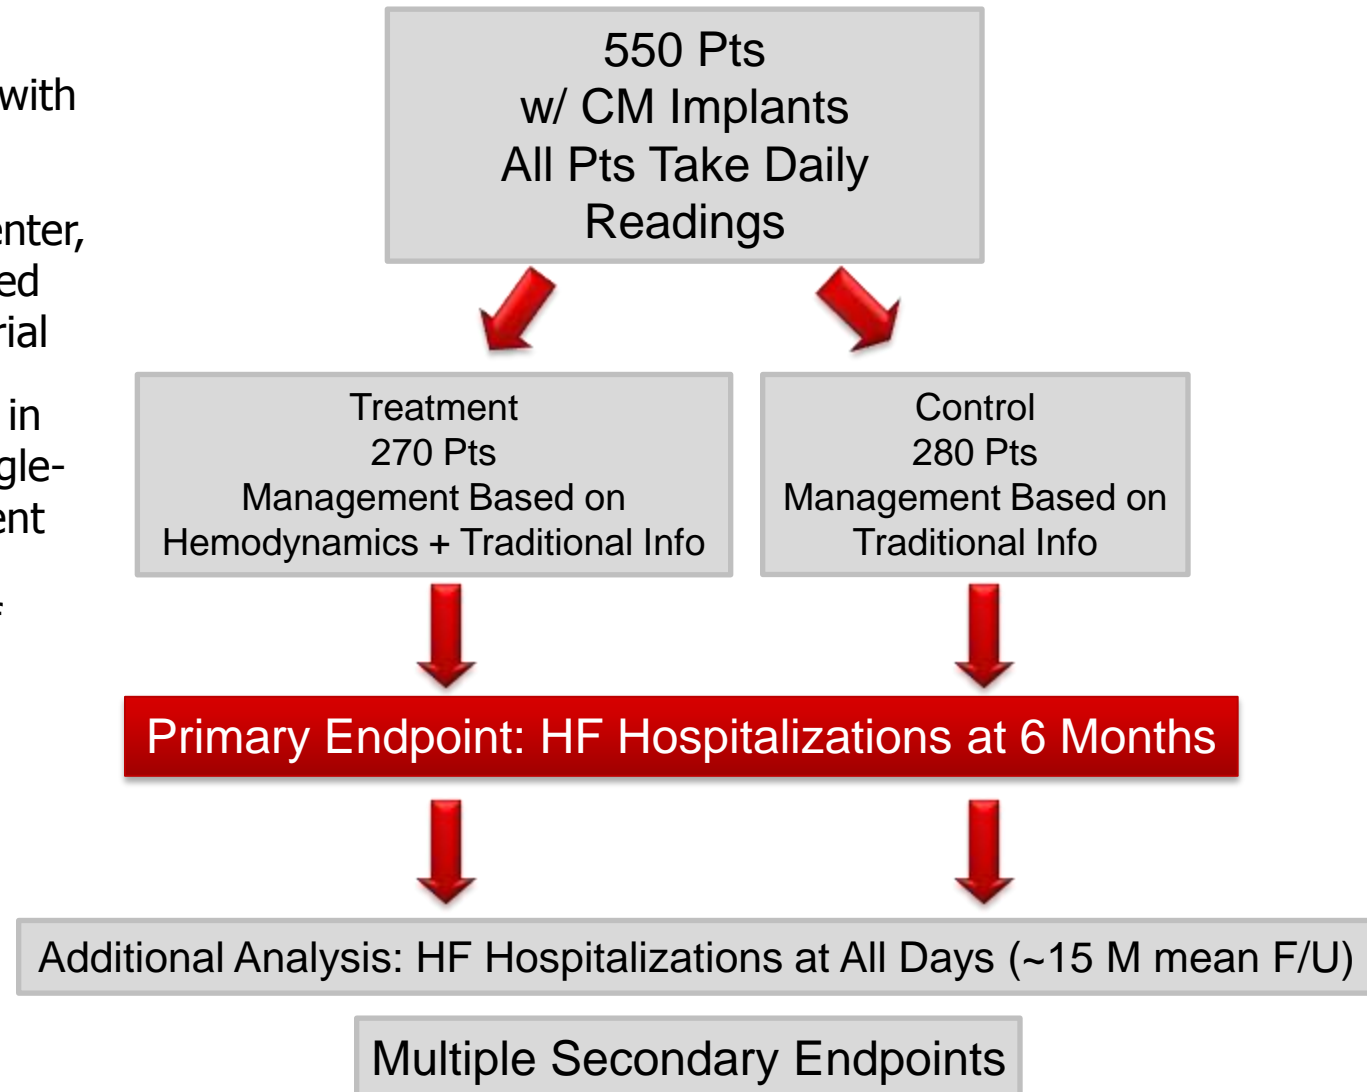 with
enter,
ed
rial
in
gle-
ent
550 Pts
w/ CM Implants
All Pts Take Daily
Readings
Treatment
270 Pts
Management Based on
Hemodynamics + Traditional Info
Control
280 Pts
Management Based on
Traditional Info
Primary Endpoint: HF Hospitalizations at 6 Months
Additional Analysis: HF Hospitalizations at All Days (~15 M mean F/U)
Multiple Secondary Endpoints